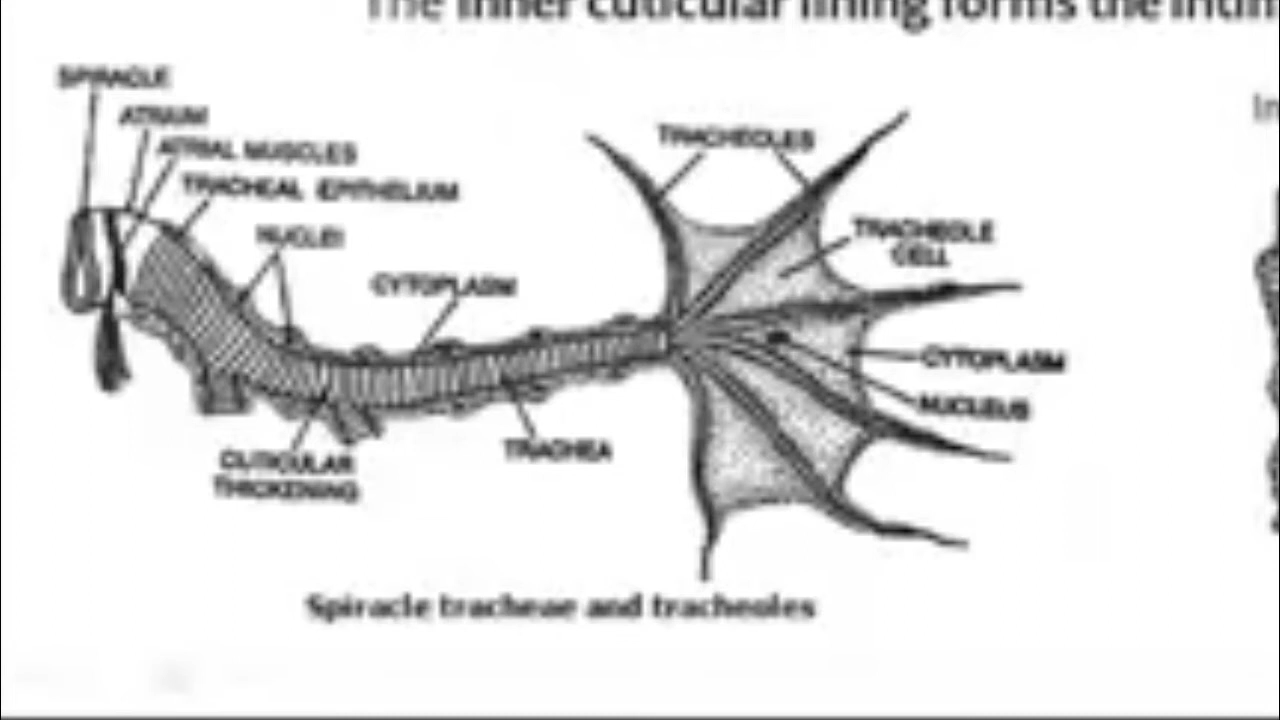 The inner cuticular lining forms the intim
SPIRACLE
ATRIUM
ATRIAL MUSCLES
TRACHEAL EPITHELIUM
NUCLEI
CYTOPLASM
TRACHEOLES
TRACHEOLE
CELL
In
CYTOPLASM
NUCLEUS
CUTICULAR
THICKENING
TRACHEA
Spiracle tracheae and tracheoles